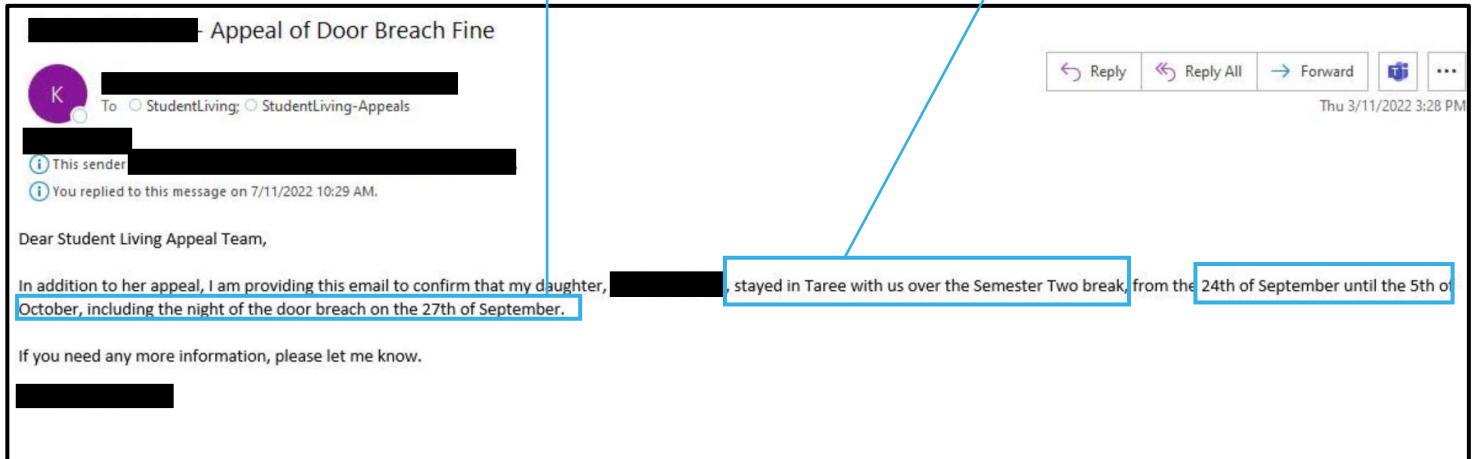 - Appeal of Door Breach Fine
Reply
Reply All
Forward
K
To StudentLiving; StudentLiving-Appeals
Thu 3/11/2022 3:28 PM
This sender
You replied to this message on 7/11/2022 10:29 AM.
Dear Student Living Appeal Team,
In addition to her appeal, I am providing this email to confirm that my daughter, , stayed in Taree with us over the Semester Two break, from the 24th of September until the 5th of
October, including the night of the door breach on the 27th of September.
If you need any more information, please let me know.